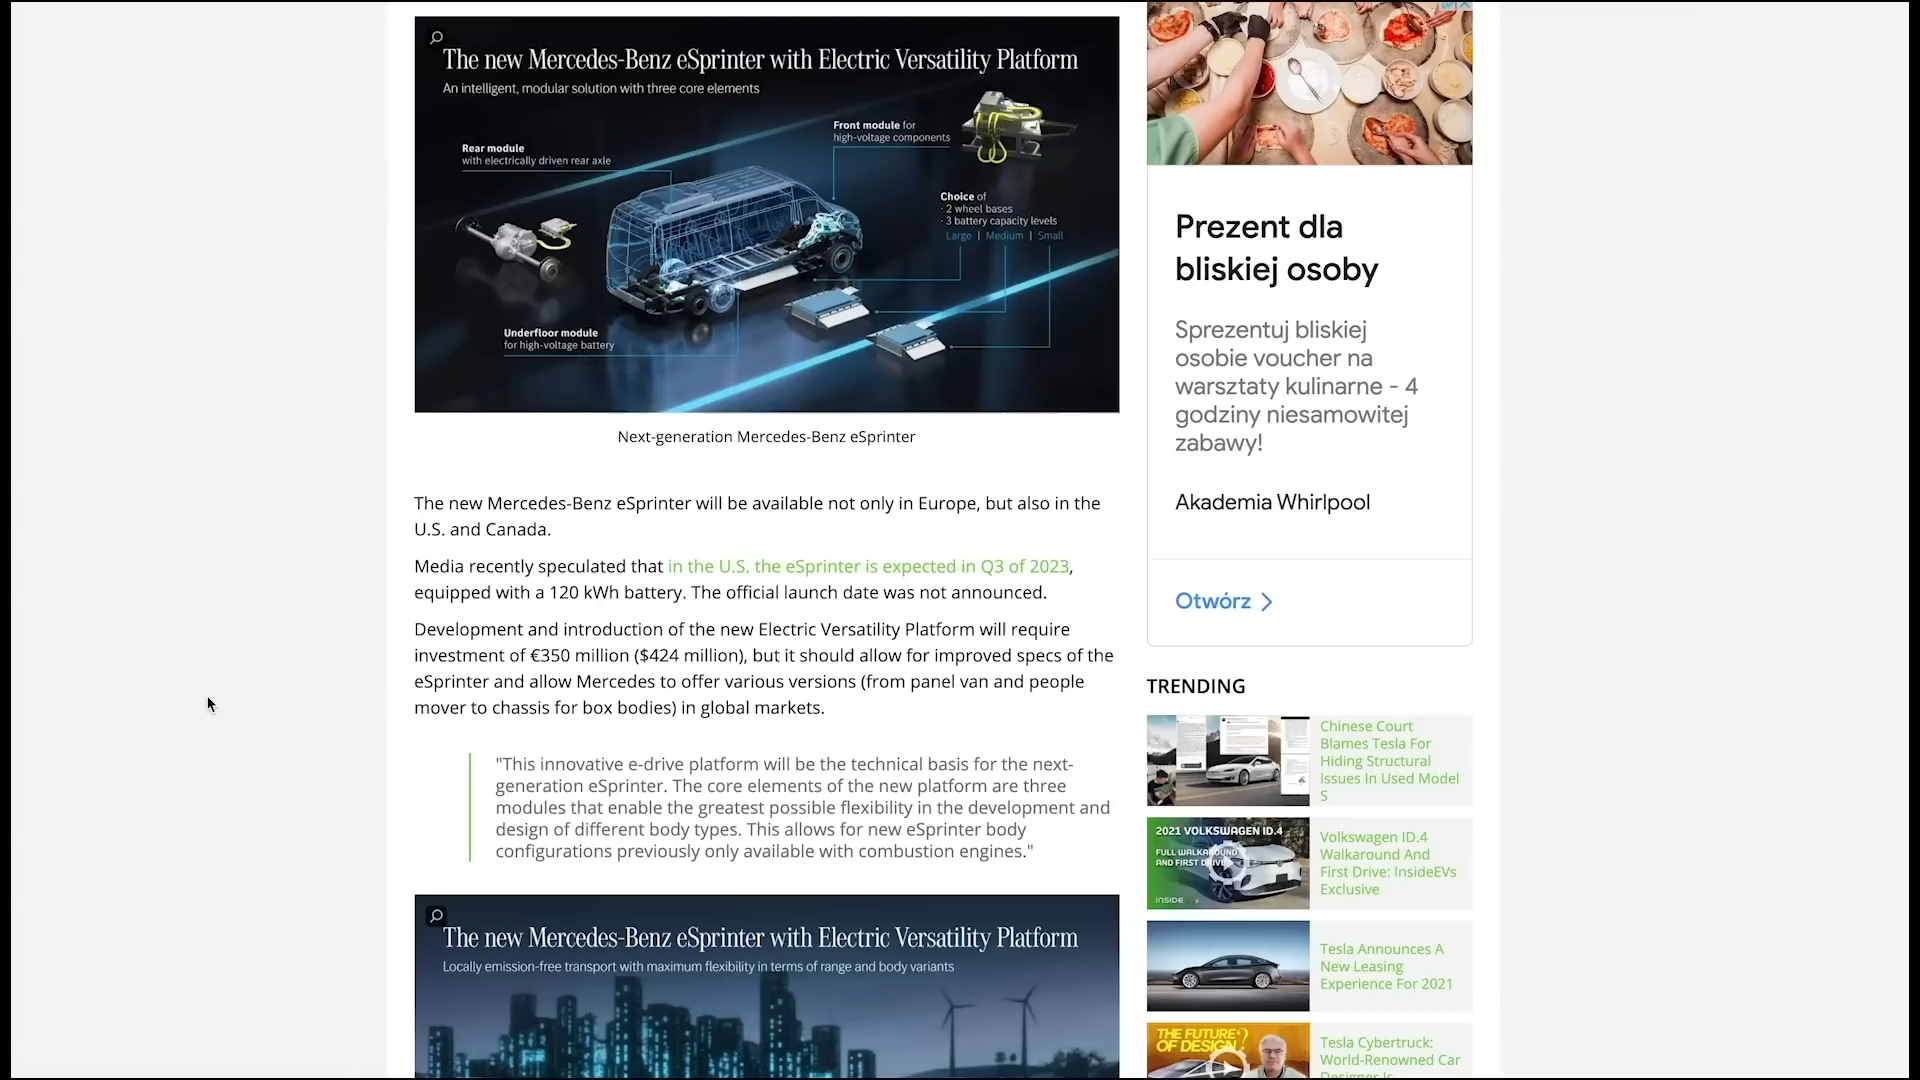 The new Mercedes-Benz eSprinter with Electric Versatility Platform
An intelligent, modular solution with three core elements
Front module for
high-voltage components
Rear module
with electrically driven rear axle
Choice of
· 2 wheel bases
· 3 battery capacity levels
Large | Medium | Small
Underfloor module
for high-voltage battery
Next-generation Mercedes-Benz eSprinter
The new Mercedes-Benz eSprinter will be available not only in Europe, but also in the
U.S. and Canada.
Media recently speculated that in the U.S. the eSprinter is expected in Q3 of 2023,
equipped with a 120 kWh battery. The official launch date was not announced.
Development and introduction of the new Electric Versatility Platform will require
investment of €350 million ($424 million), but it should allow for improved specs of the
eSprinter and allow Mercedes to offer various versions (from panel van and people
mover to chassis for box bodies) in global markets.
"This innovative e-drive platform will be the technical basis for the next-
generation eSprinter. The core elements of the new platform are three
modules that enable the greatest possible flexibility in the development and
design of different body types. This allows for new eSprinter body
configurations previously only available with combustion engines."
The new Mercedes-Benz eSprinter with Electric Versatility Platform
Locally emission-free transport with maximum flexibility in terms of range and body variants
Prezent dla
bliskiej osoby
Sprezentuj bliskiej
osobie voucher na
warsztaty kulinarne - 4
godziny niesamowitej
zabawy!
Akademia Whirlpool
Otwórz
TRENDING
Chinese Court
Blames Tesla For
Hiding Structural
Issues In Used Model
S
2021 VOLKSWAGEN ID.4
FULL WALKAROUND
AND FIRST DRIVE
INSIDE
Volkswagen ID.4
Walkaround And
First Drive: InsideEVs
Exclusive
Tesla Announces A
New Leasing
Experience For 2021
THE FUTURE
OF DESIGN?
Tesla Cybertruck:
World-Renowned Car
Designer Is